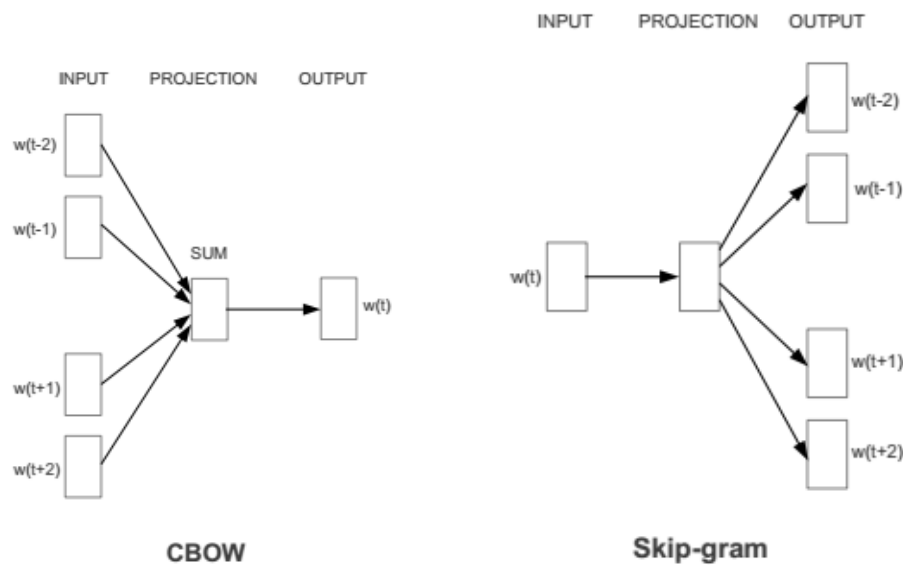 INPUT PROJECTION OUTPUT
w(t-2)
w(t-1)
SUM
w(t)
w(t+1)
w(t+2)
CBOW
INPUT PROJECTION OUTPUT
w(t-2)
w(t-1)
w(t)
w(t+1)
w(t+2)
Skip-gram